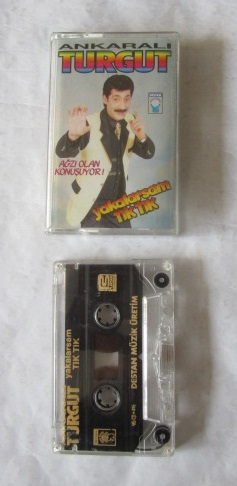 ANKARALI
TURGUT
AĞZI OLAN
KONUŞUYOR!
yakalarsam
TIK TIK
TURGUT
yakalarsam
TIK TIK
DESTAN MÜZİK ÜRETİM